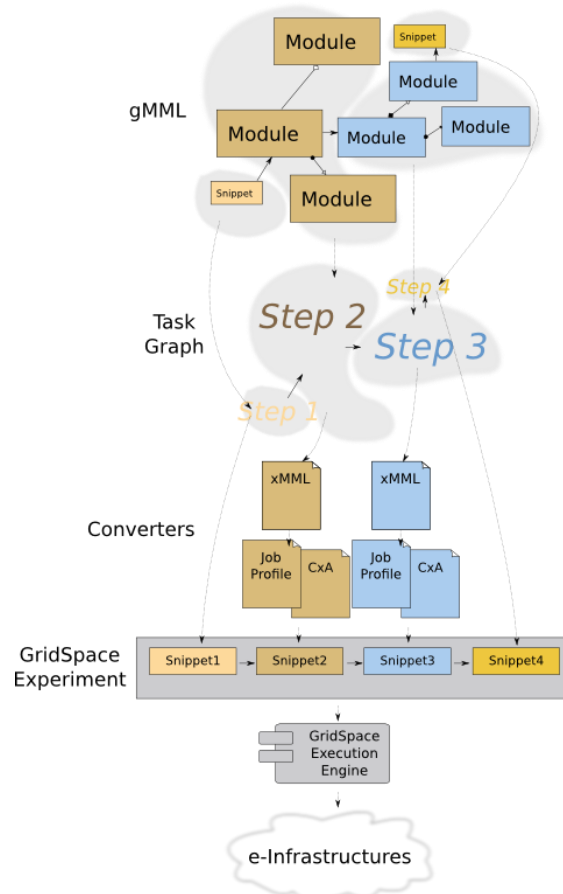 Module
Snippet
Module
gMML
Module
Module
Module
Snippet
Module
Step 4
Step 2
Task
Graph
Step 3
Step 1
xMML
xMML
Converters
Job
Profile
CxA
Job
Profile
CxA
GridSpace
Experiment
Snippet1
Snippet2
Snippet3
Snippet4
GridSpace
Execution
Engine
e-Infrastructures